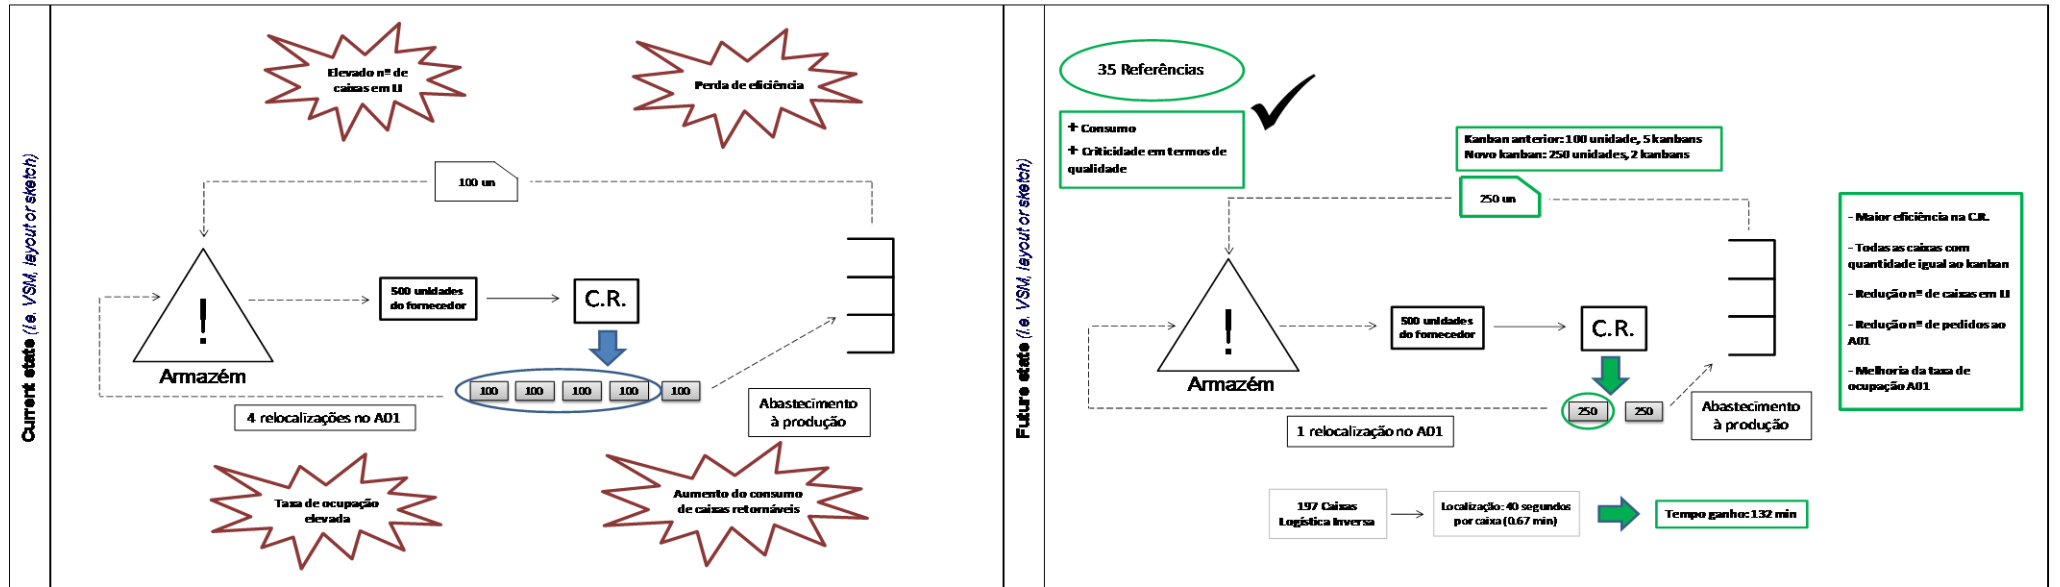 Current state (i.e. VSM, layout or sketch)
Elevado nº de
caixas em LI
Perda de eficiência
100 un
!
Armazém
500 unidades
do fornecedor
C.R.
100 100 100 100 100
4 relocalizações no A01
Abastecimento
à produção
Taxa de ocupação
elevada
Aumento do consumo
de caixas retornáveis
Future state (i.e. VSM, layout or sketch)
35 Referências
+ Consumo
+ Criticidade em termos de
qualidade
Kanban anterior: 100 unidade, 5 kanbans
Novo kanban: 250 unidades, 2 kanbans
250 un
!
Armazém
500 unidades
do fornecedor
C.R.
250 250
1 relocalização no A01
Abastecimento
à produção
- Maior eficiência na C.R.
- Todas as caixas com
quantidade igual ao kanban
- Redução nº de caixas em LI
- Redução nº de pedidos ao
A01
- Melhoria da taxa de
ocupação A01
197 Caixas
Logística Inversa
Localização: 40 segundos
por caixa (0.67 min)
Tempo ganho: 132 min